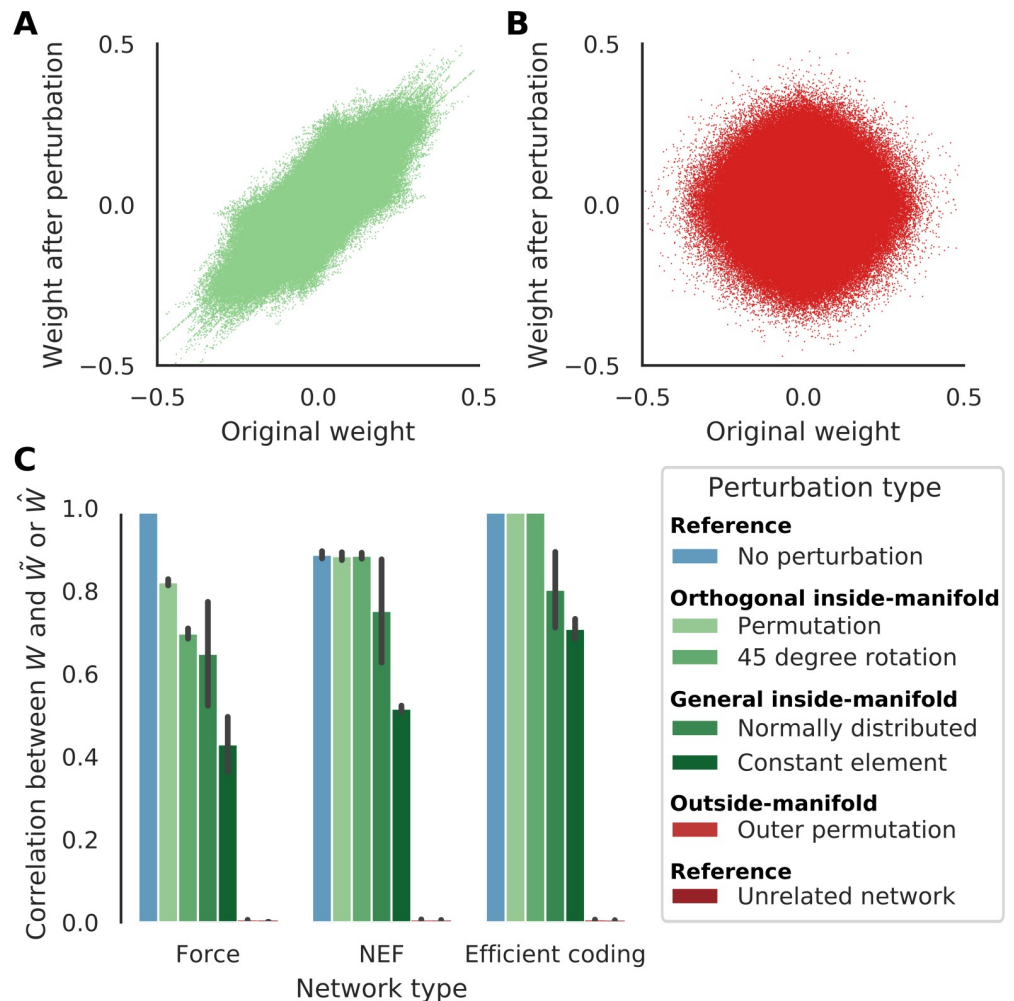 A
Weight after perturbation
0.5
0.0
−0.5
−0.5 0.0 0.5
Original weight
B
Weight after perturbation
0.5
0.0
−0.5
−0.5 0.0 0.5
Original weight
C
Correlation between W and W̃ or Ŵ
1.0
0.8
0.6
0.4
0.2
0.0
Force NEF Efficient coding
Network type
Perturbation type
Reference
No perturbation
Orthogonal inside-manifold
Permutation
45 degree rotation
General inside-manifold
Normally distributed
Constant element
Outside-manifold
Outer permutation
Reference
Unrelated network